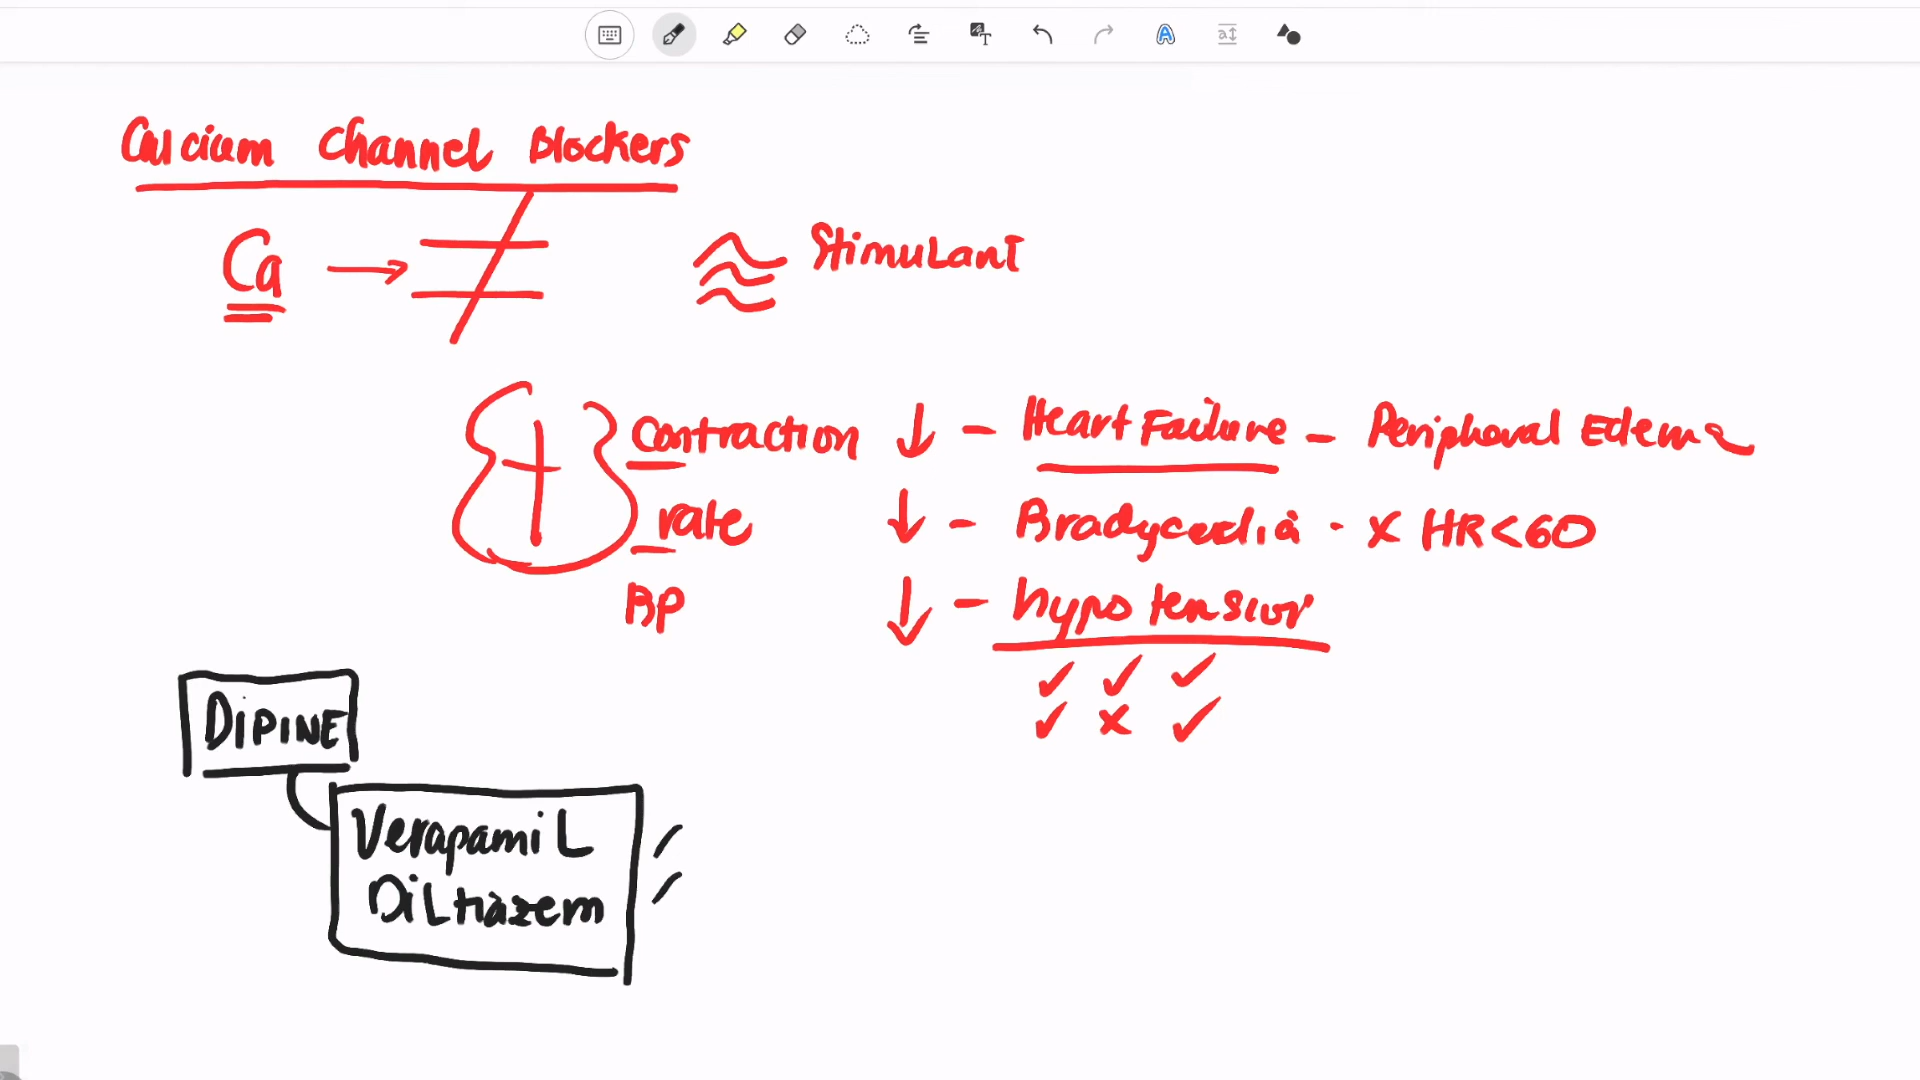 Calcium Channel Blockers
Ca → Stimulant
Contraction ↓ - Heart Failure - Peripheral Edema
rate ↓ - Bradycardia · x HR<60
BP ↓ - hypotension
✓ ✓ ✓
✓ x ✓
DIPINE
Verapamil
Diltiazem